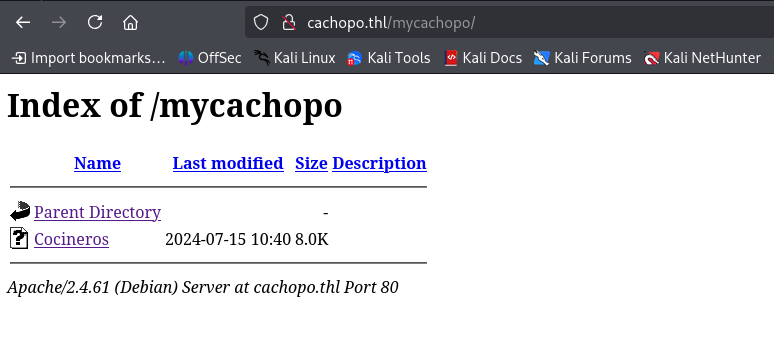 cachopo.thl/mycachopo/
Import bookmarks... OffSec Kali Linux Kali Tools Kali Docs Kali Forums Kali NetHunter
Index of /mycachopo
Name Last modified Size Description
Parent Directory -
Cocineros 2024-07-15 10:40 8.0K
Apache/2.4.61 (Debian) Server at cachopo.thl Port 80